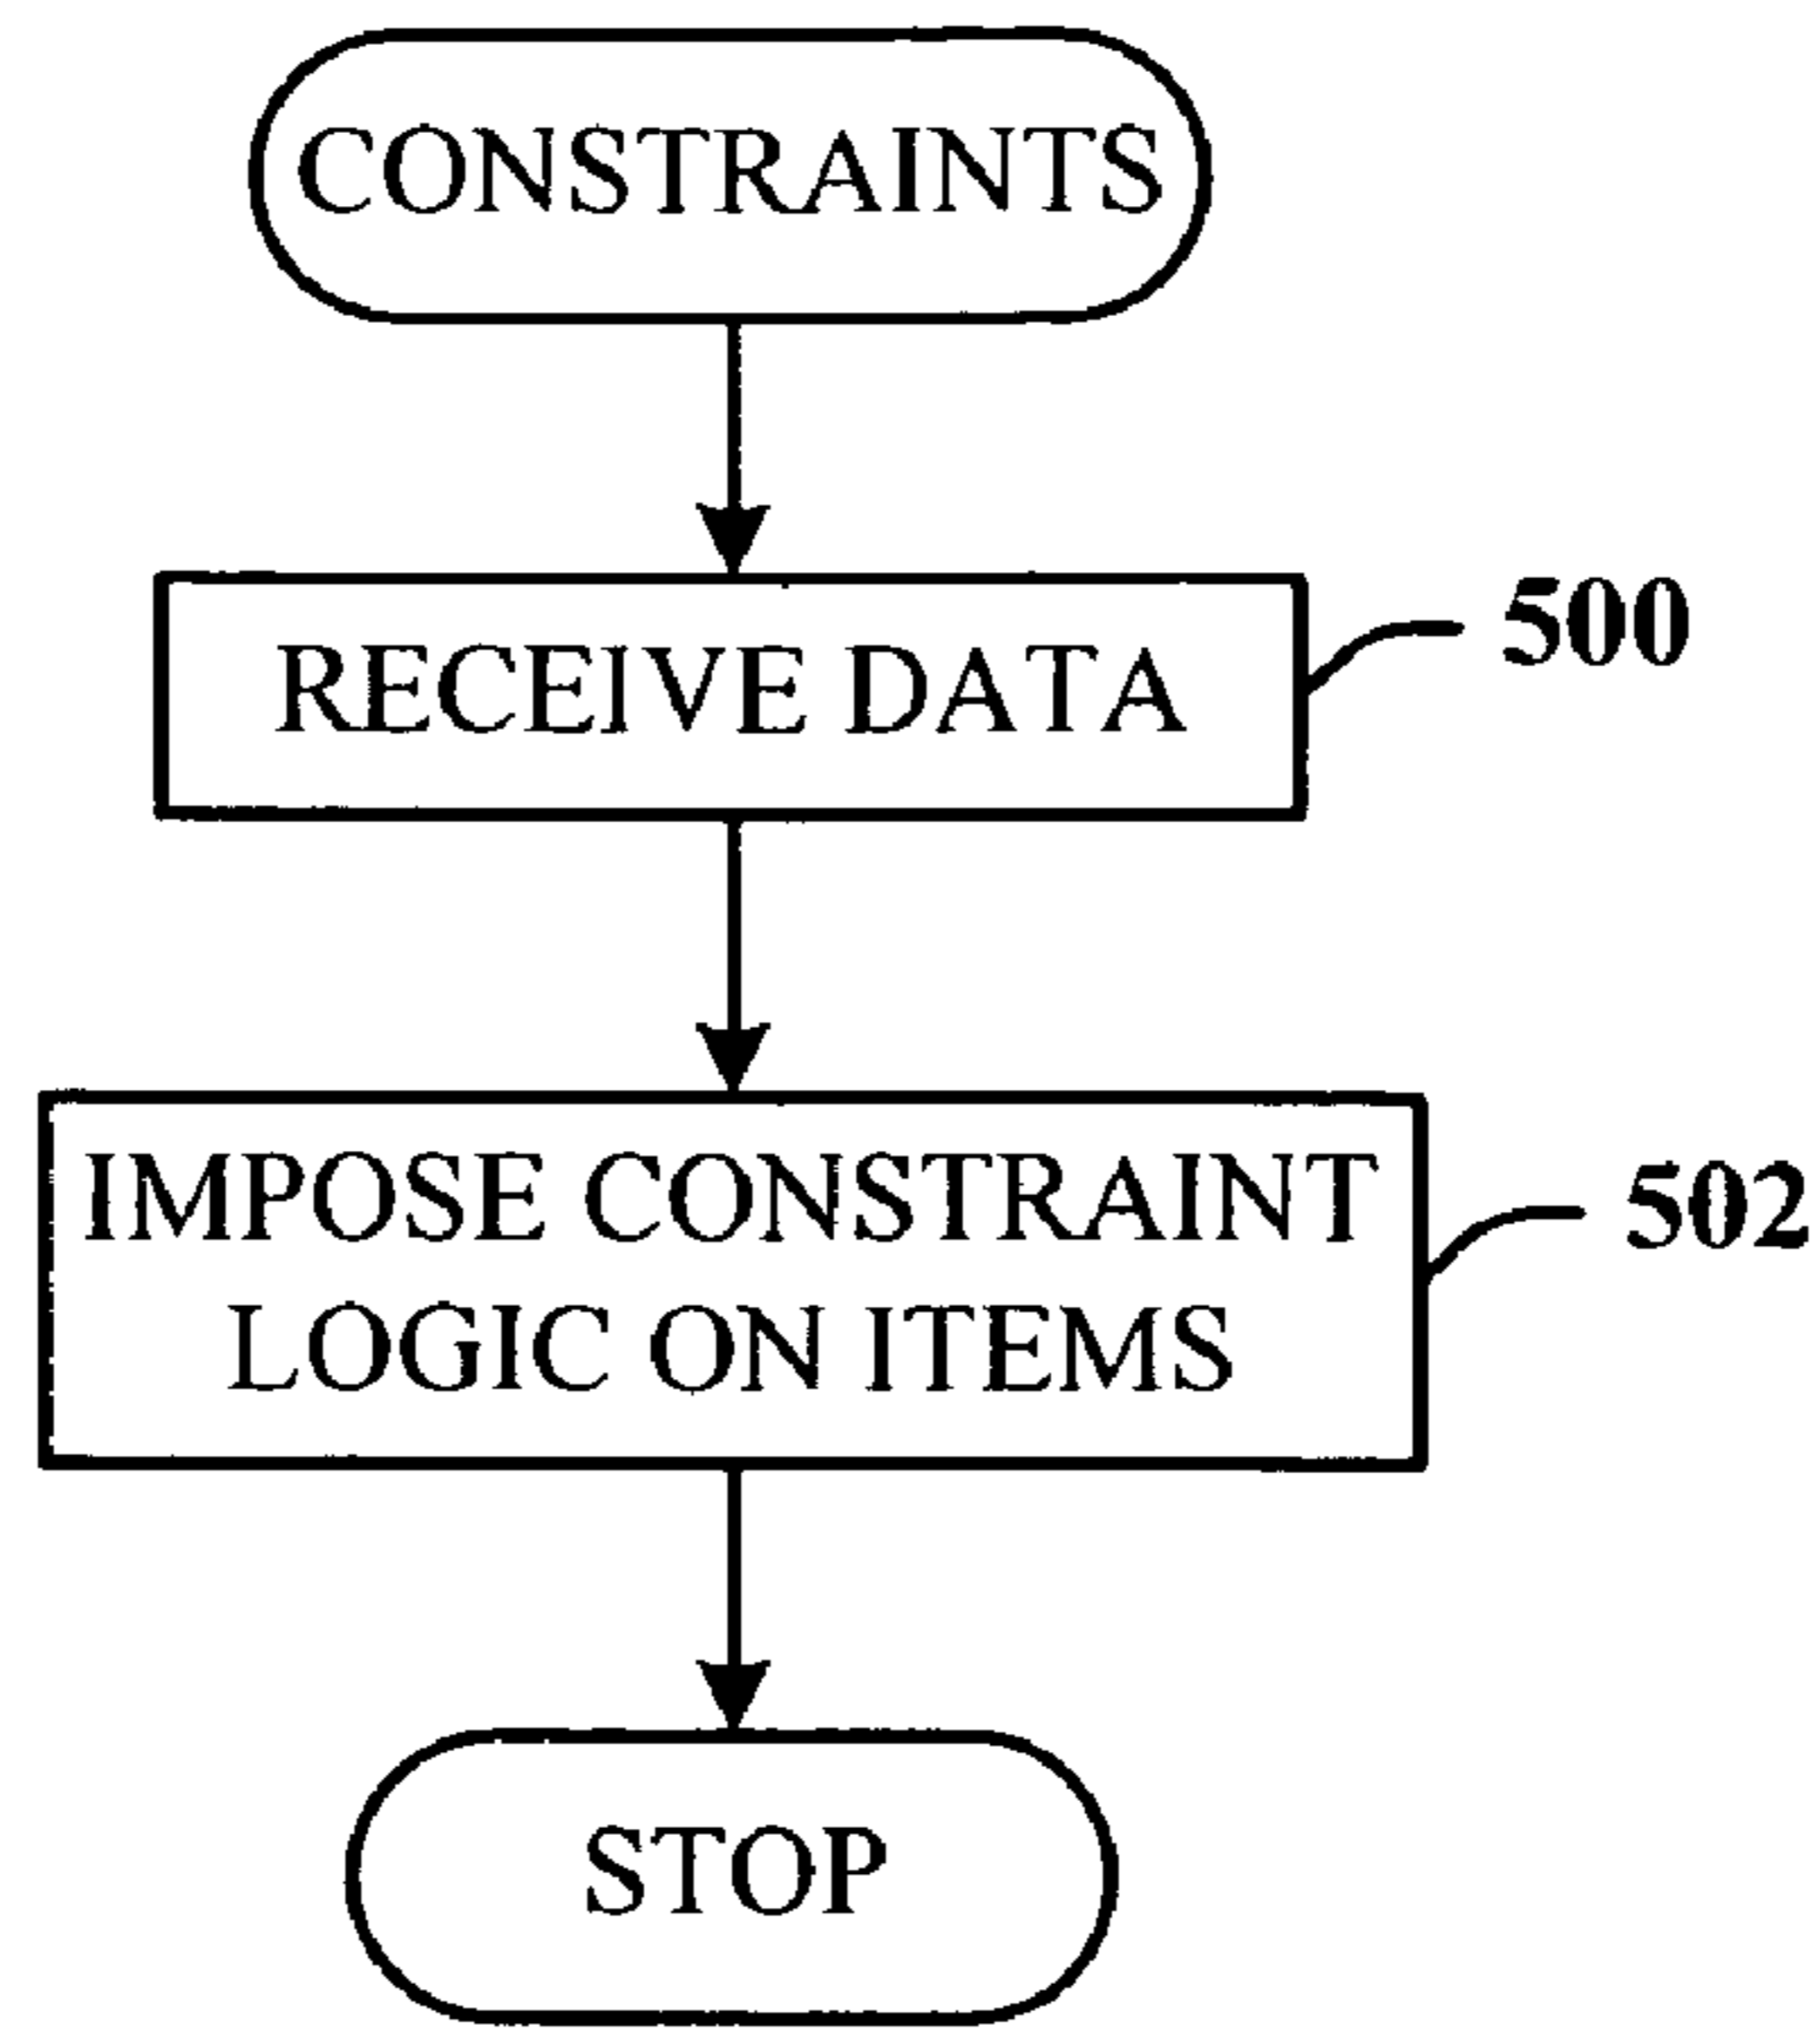 CONSTRAINTS
RECEIVE DATA
500
IMPOSE CONSTRAINT
LOGIC ON ITEMS
502
STOP